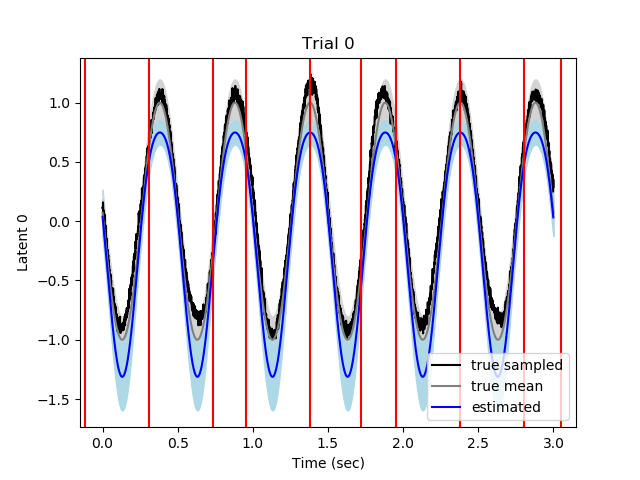 Trial 0
1.0
0.5
0.0
−0.5
−1.0
−1.5
Latent 0
true sampled
true mean
estimated
0.0 0.5 1.0 1.5 2.0 2.5 3.0
Time (sec)